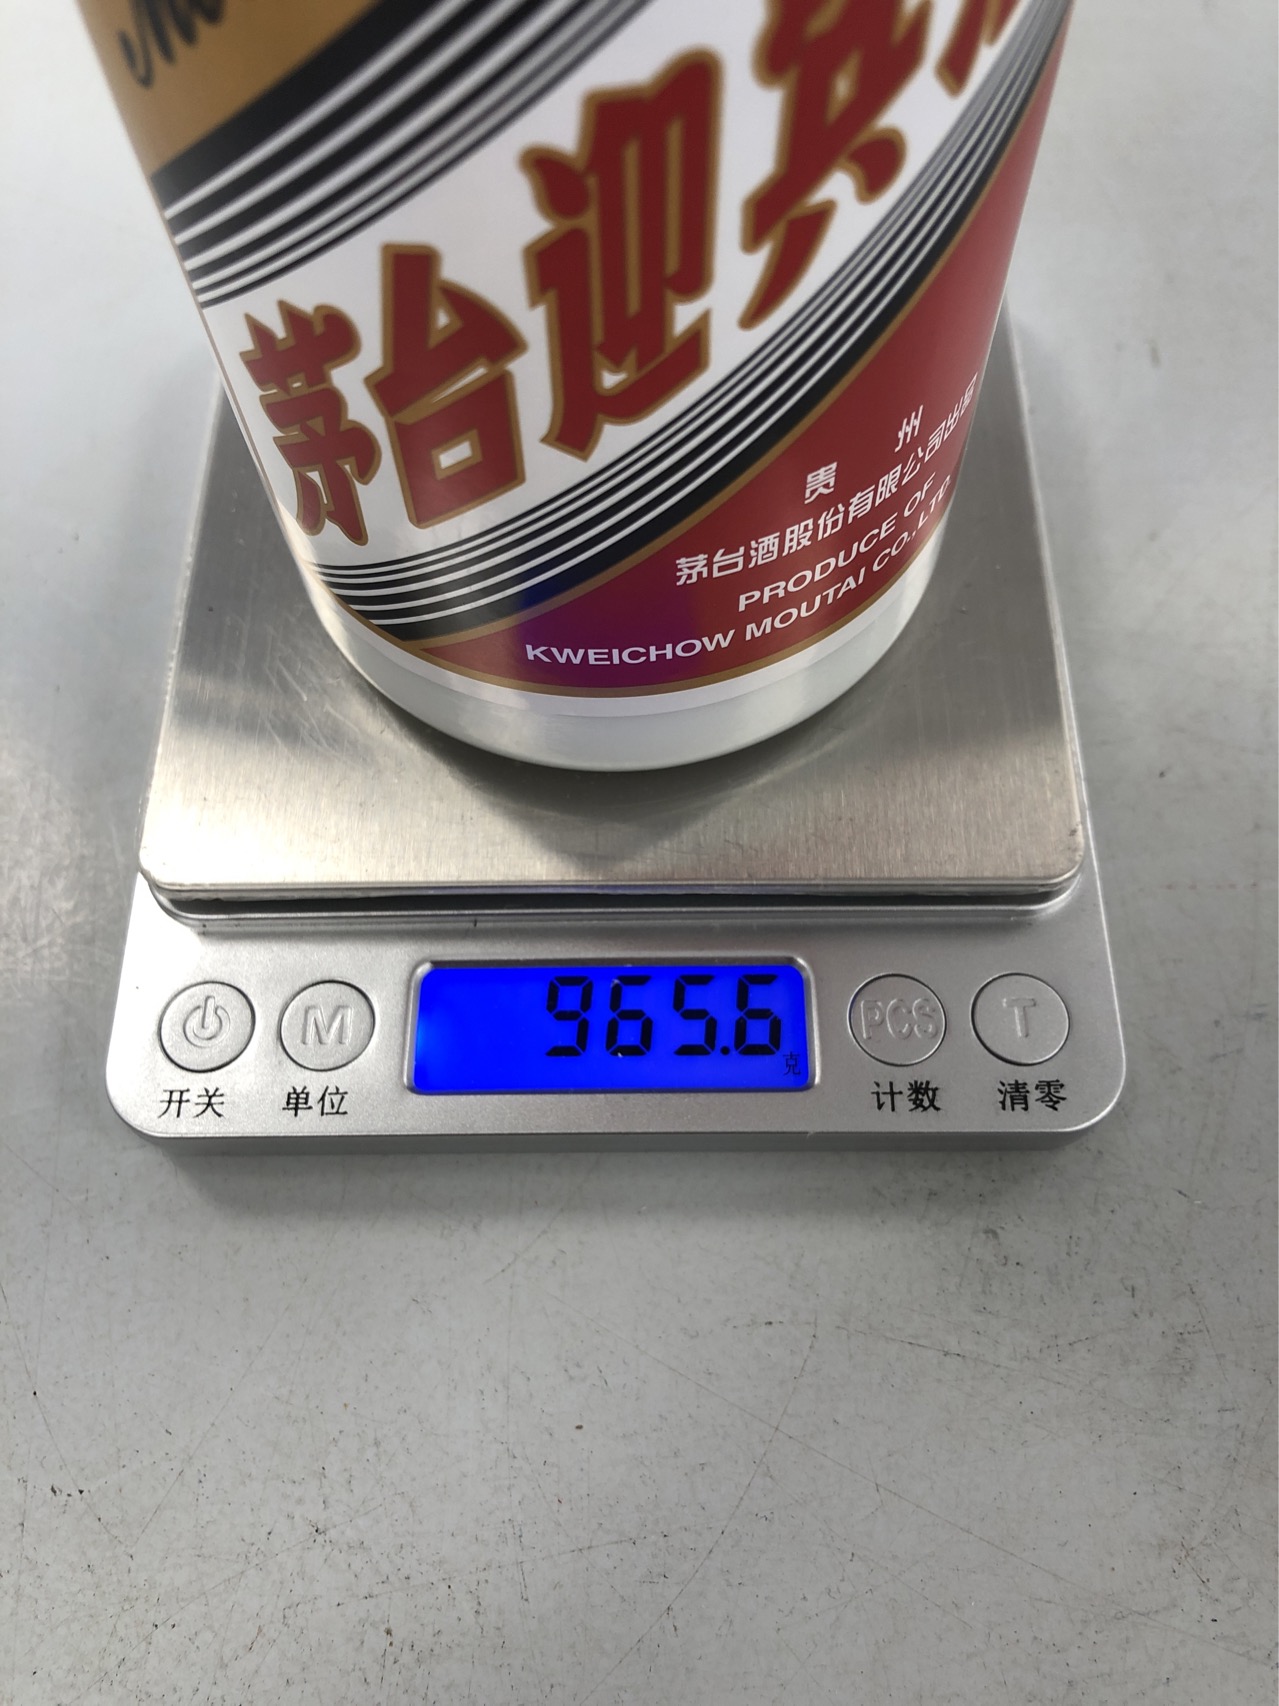 茅台迎宾
贵 州
茅台酒股份有限公司出品
PRODUCE OF
KWEICHOW MOUTAI CO.,LTD
965.6
克
M
PCS
T
开关
单位
计数
清零